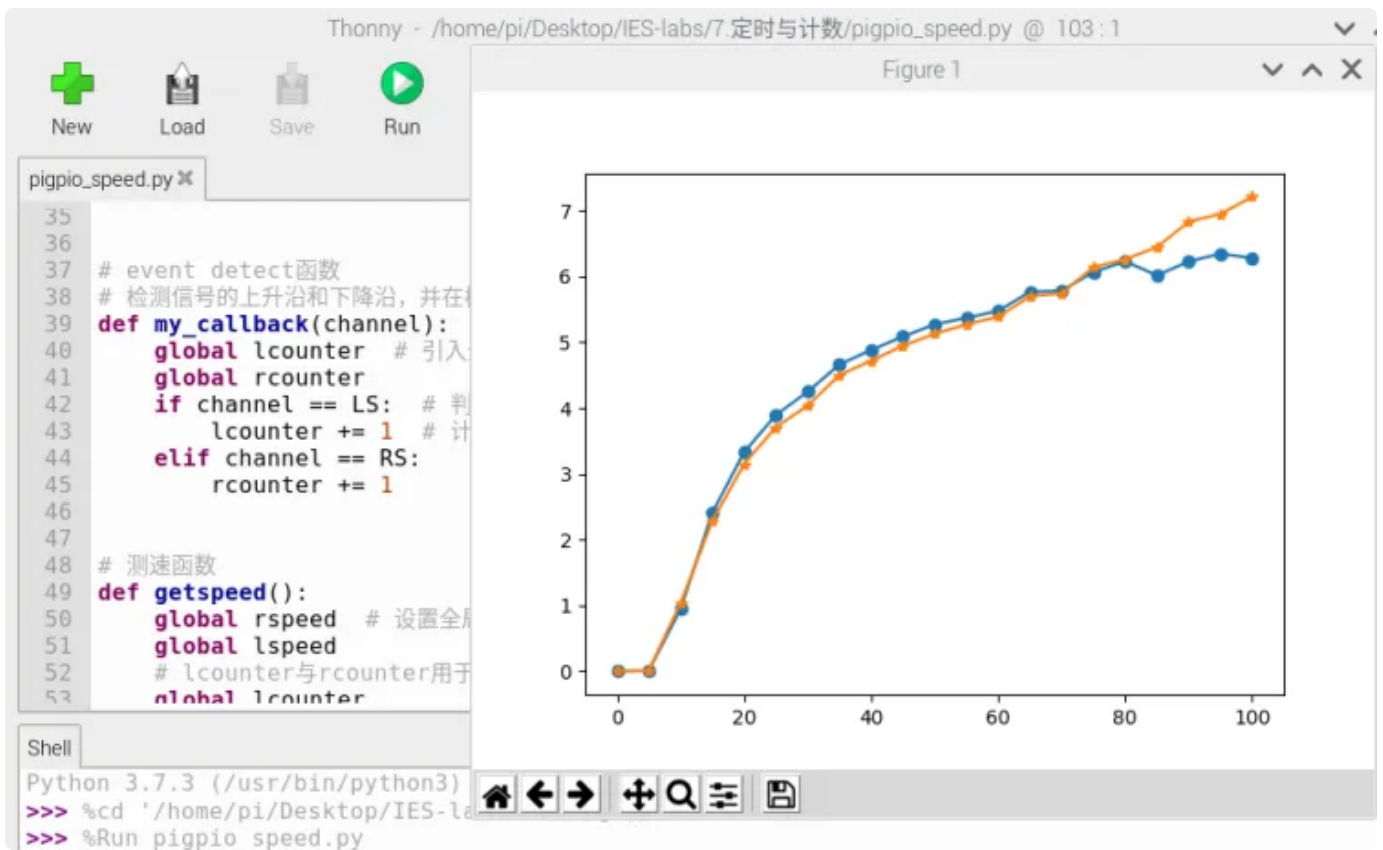 Thonny - /home/pi/Desktop/IES-labs/7.定时与计数/pigpio_speed.py @ 103 : 1
New
Load
Save
Run
pigpio_speed.py
35
36
37 # event detect函数
38 # 检测信号的上升沿和下降沿，并在
39 def my_callback(channel):
40 global lcounter # 引入
41 global rcounter
42 if channel == LS: # 判
43 lcounter += 1 # 计
44 elif channel == RS:
45 rcounter += 1
46
47
48 # 测速函数
49 def getspeed():
50 global rspeed # 设置全
51 global lspeed
52 # lcounter与rcounter用于
53 global lcounter
Shell
Python 3.7.3 (/usr/bin/python3)
>>> %cd '/home/pi/Desktop/IES-la
>>> %Run pigpio_speed.py
Figure 1
7
6
5
4
3
2
1
0
0 20 40 60 80 100